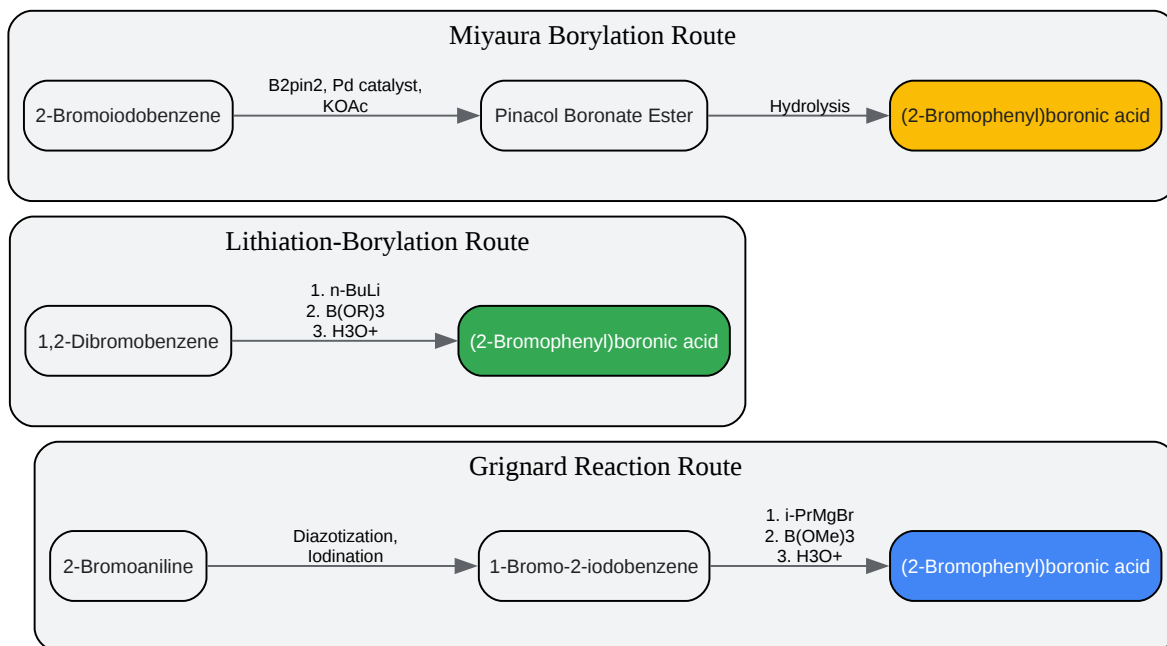 Miyaura Borylation Route
2-Bromoiodobenzene
B2pin2, Pd catalyst,
KOAc
Pinacol Boronate Ester
Hydrolysis
(2-Bromophenyl)boronic acid
Lithiation-Borylation Route
1,2-Dibromobenzene
1. n-BuLi
2. B(OR)3
3. H3O+
(2-Bromophenyl)boronic acid
Grignard Reaction Route
2-Bromoaniline
Diazotization,
Iodination
1-Bromo-2-iodobenzene
1. i-PrMgBr
2. B(OMe)3
3. H3O+
(2-Bromophenyl)boronic acid